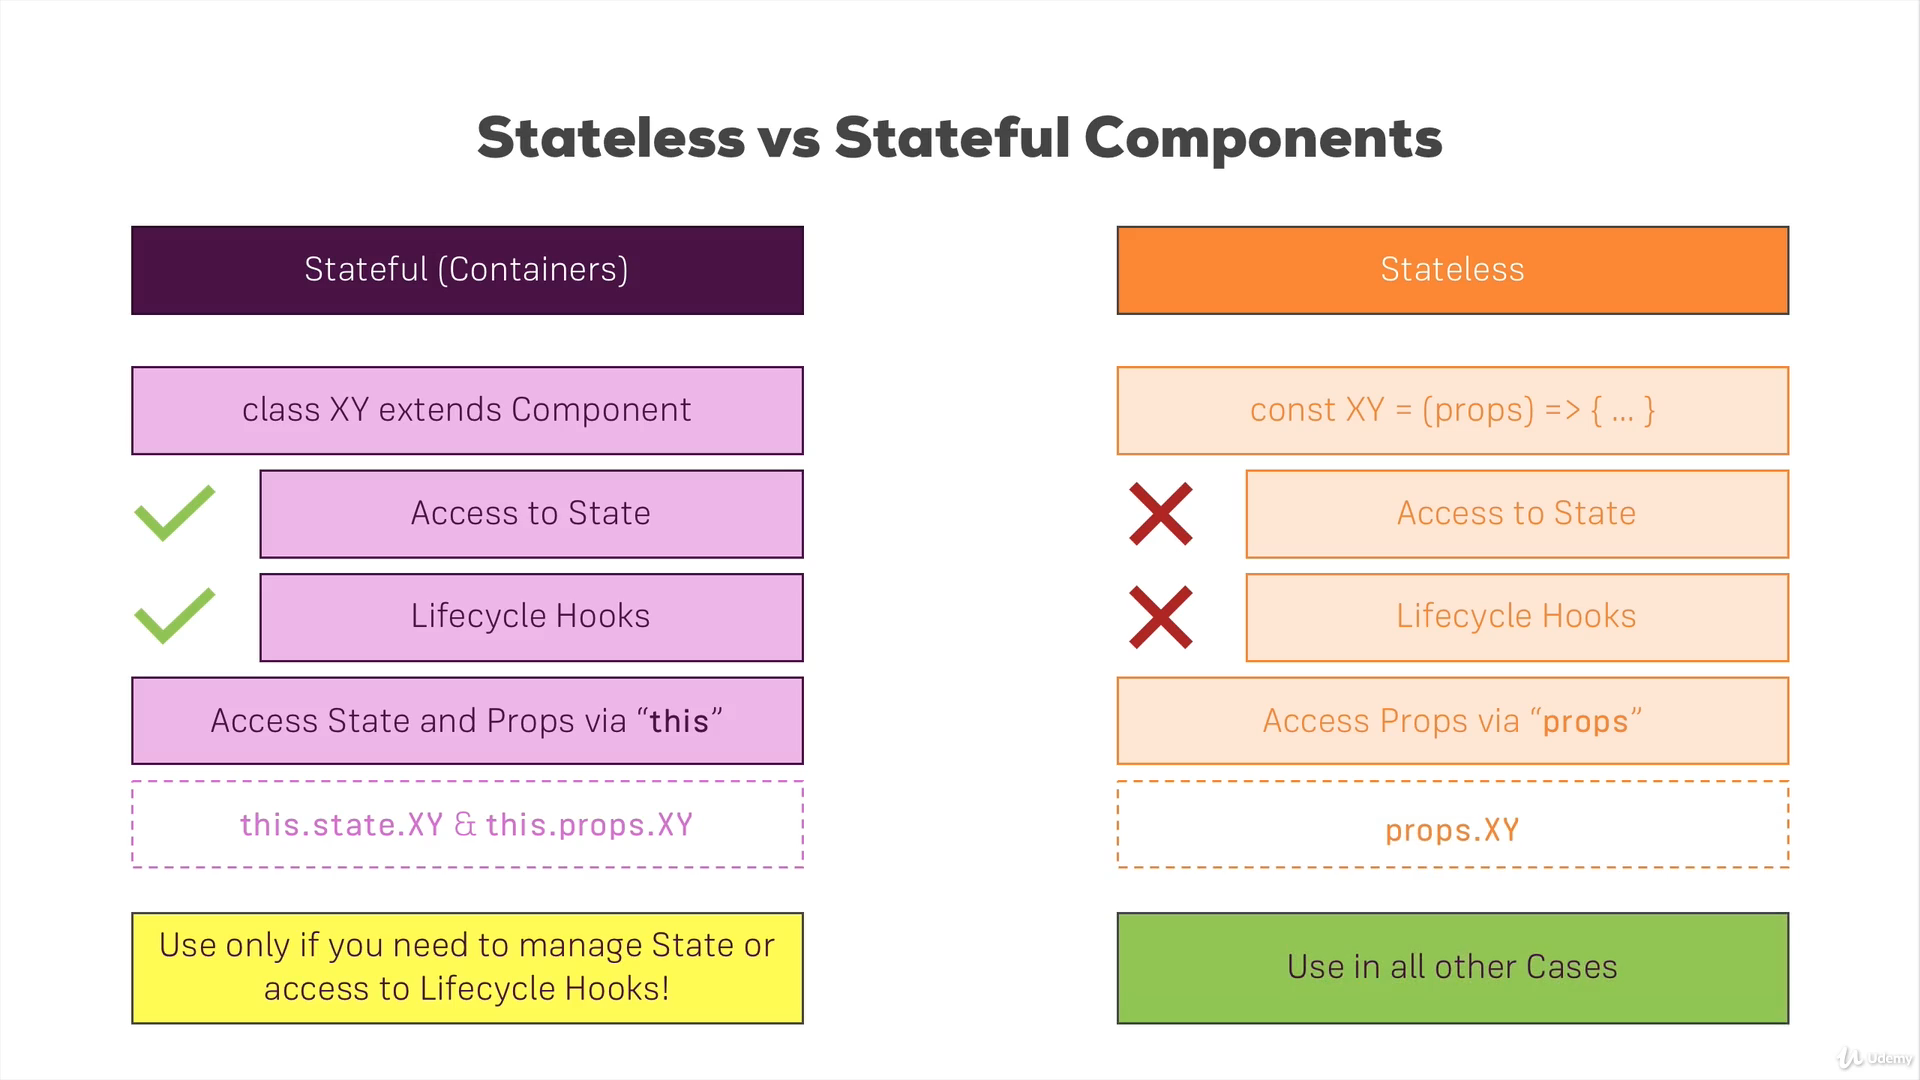 Stateless vs Stateful Components
Stateful (Containers)
class XY extends Component
Access to State
Lifecycle Hooks
Access State and Props via “this”
this.state.XY & this.props.XY
Use only if you need to manage State or
access to Lifecycle Hooks!
Stateless
const XY = (props) => { ... }
Access to State
Lifecycle Hooks
Access Props via “props”
props.XY
Use in all other Cases
Udemy